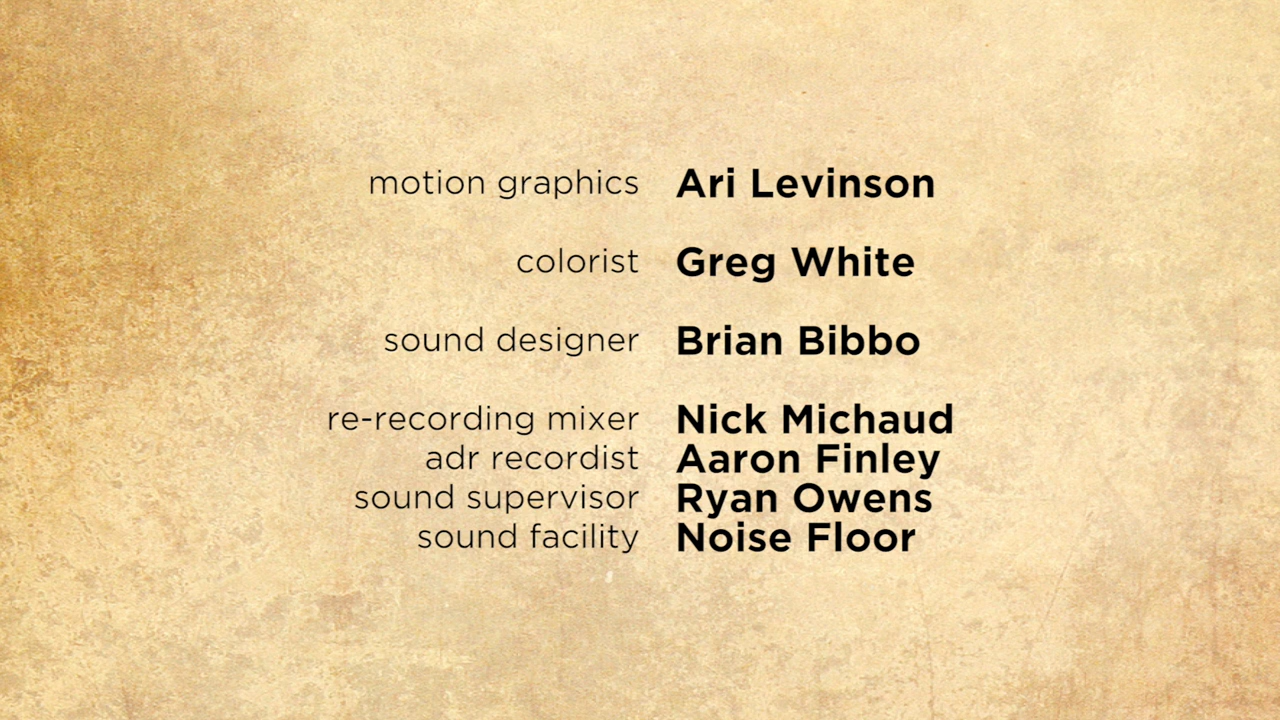 motion graphics Ari Levinson
colorist Greg White
sound designer Brian Bibbo
re-recording mixer Nick Michaud
adr recordist Aaron Finley
sound supervisor Ryan Owens
sound facility Noise Floor